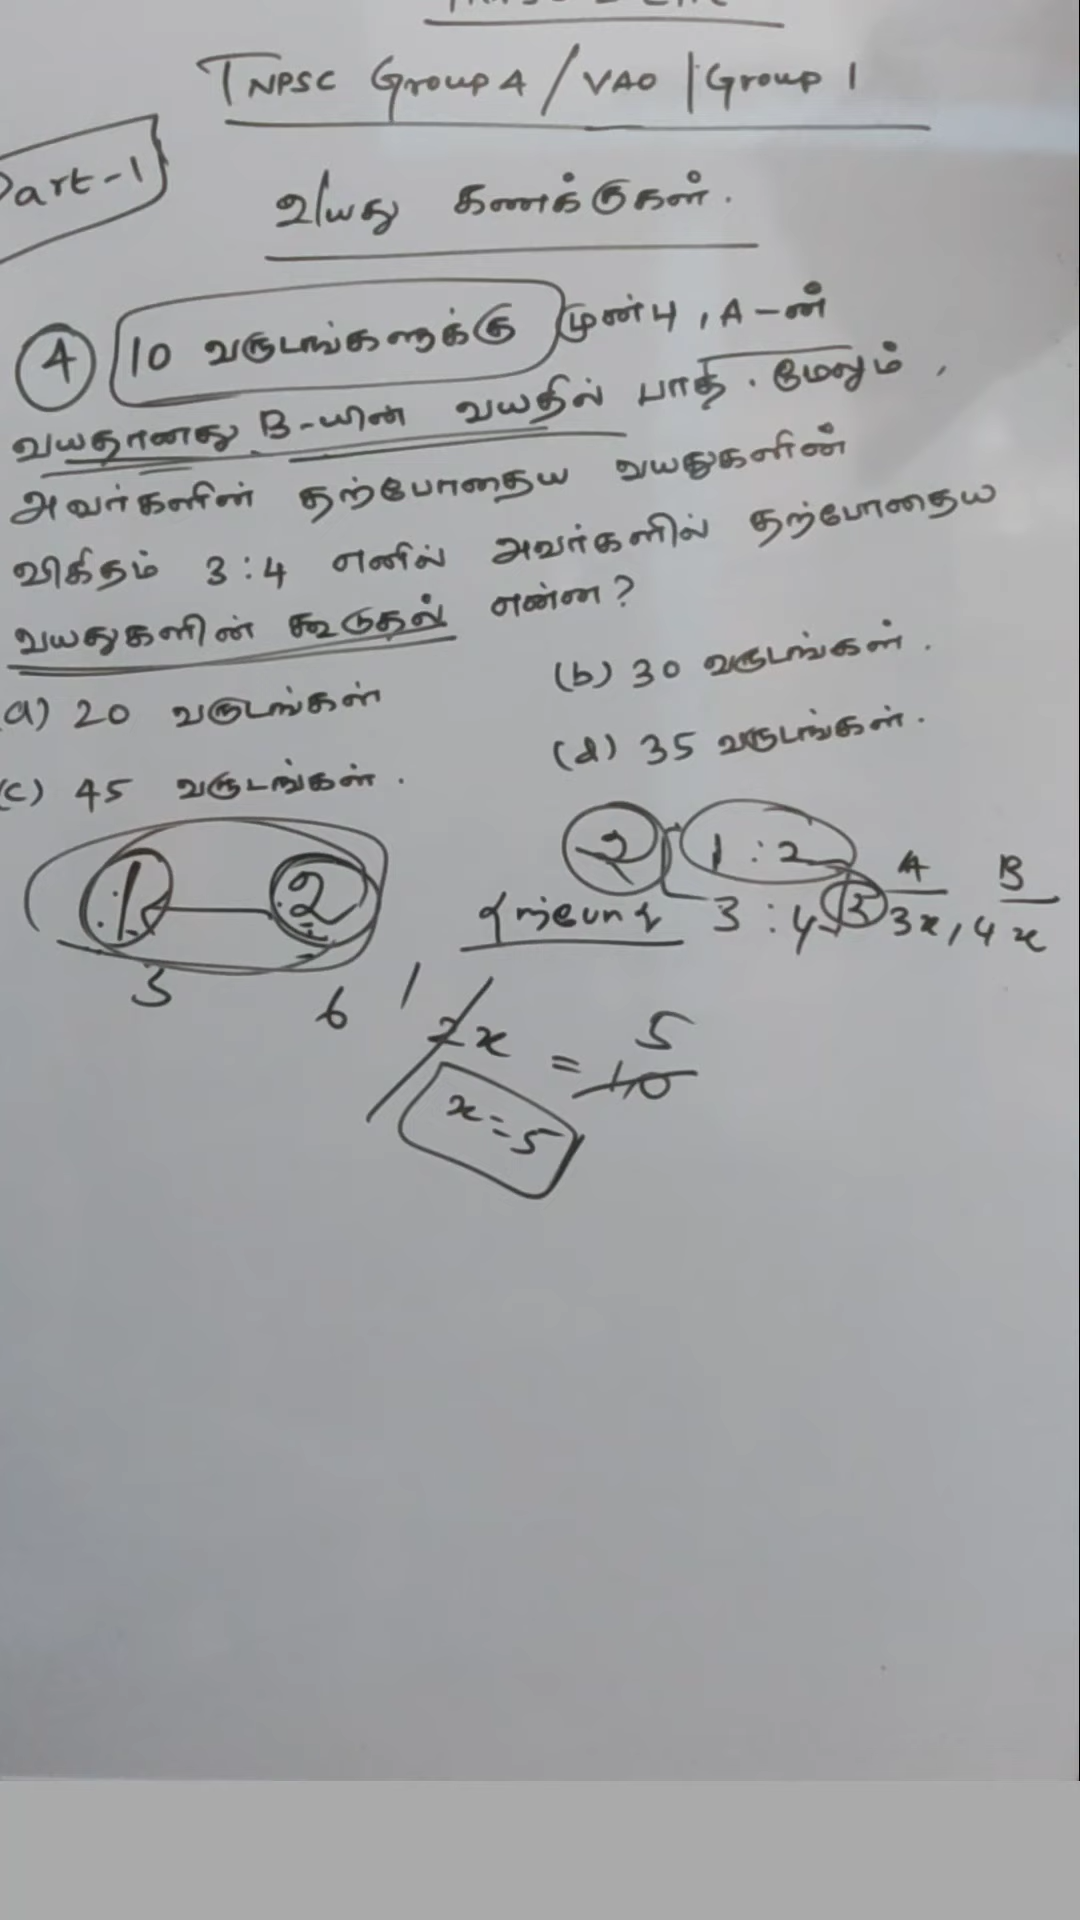 TNPSC Group 4 / VAO | Group 1
Part-1
வயது கணக்குகள்.
4 10 வருடங்களுக்கு முன்பு, A-ன்
வயதானது B-யின் வயதில் பாதி. மேலும்,
அவர்களின் தற்போதைய வயதுகளின்
விகிதம் 3:4 எனில் அவர்களில் தற்போதைய
வயதுகளின் கூடுதல் என்ன?
(a) 20 வருடங்கள் (b) 30 வருடங்கள்.
(c) 45 வருடங்கள். (d) 35 வருடங்கள்.
1 2 2 1:2 A B
3:4 3x, 4x
3 6
2x = 10 5
x=5